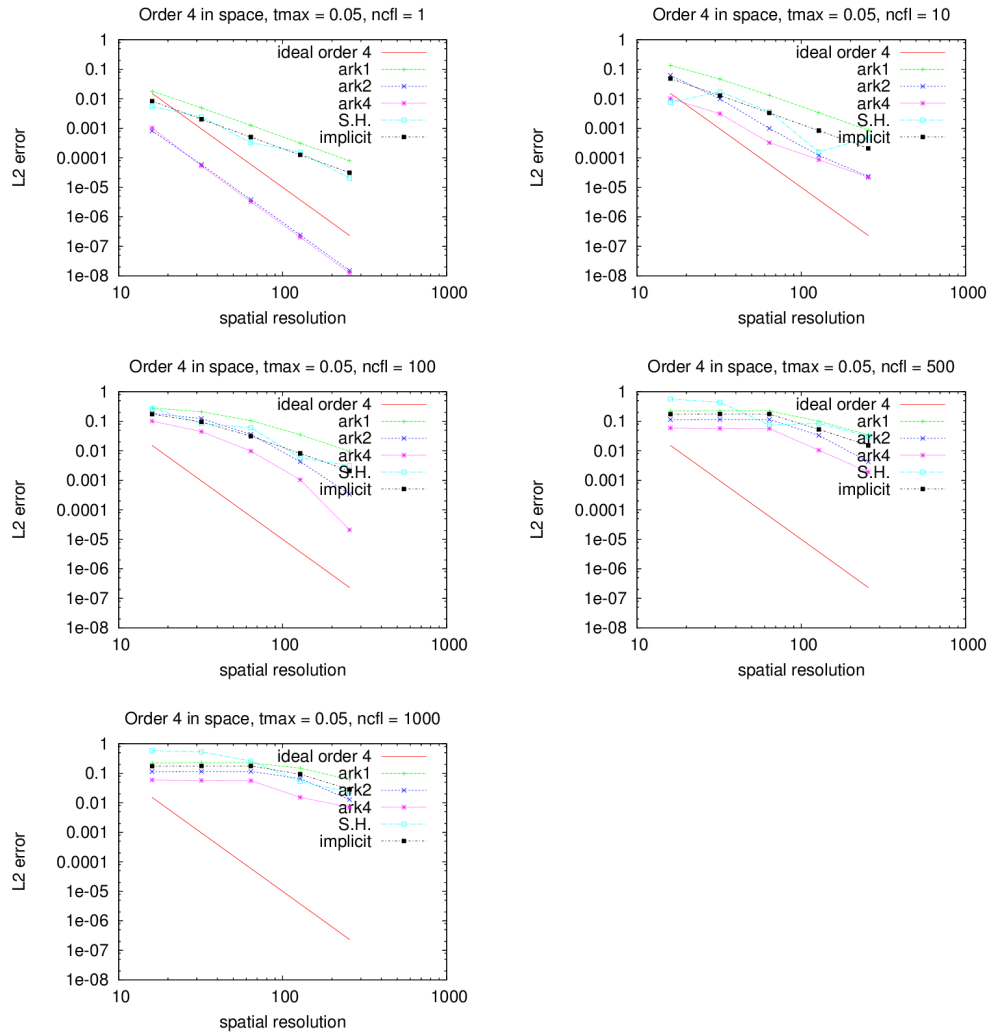 Order 4 in space, tmax = 0.05, ncfl = 1
L2 error
1
0.1
0.01
0.001
0.0001
1e-05
1e-06
1e-07
1e-08
ideal order 4
ark1
ark2
ark4
S.H.
implicit
10
100
1000
spatial resolution
Order 4 in space, tmax = 0.05, ncfl = 10
L2 error
1
0.1
0.01
0.001
0.0001
1e-05
1e-06
1e-07
1e-08
ideal order 4
ark1
ark2
ark4
S.H.
implicit
10
100
1000
spatial resolution
Order 4 in space, tmax = 0.05, ncfl = 100
L2 error
1
0.1
0.01
0.001
0.0001
1e-05
1e-06
1e-07
1e-08
ideal order 4
ark1
ark2
ark4
S.H.
implicit
10
100
1000
spatial resolution
Order 4 in space, tmax = 0.05, ncfl = 500
L2 error
1
0.1
0.01
0.001
0.0001
1e-05
1e-06
1e-07
1e-08
ideal order 4
ark1
ark2
ark4
S.H.
implicit
10
100
1000
spatial resolution
Order 4 in space, tmax = 0.05, ncfl = 1000
L2 error
1
0.1
0.01
0.001
0.0001
1e-05
1e-06
1e-07
1e-08
ideal order 4
ark1
ark2
ark4
S.H.
implicit
10
100
1000
spatial resolution